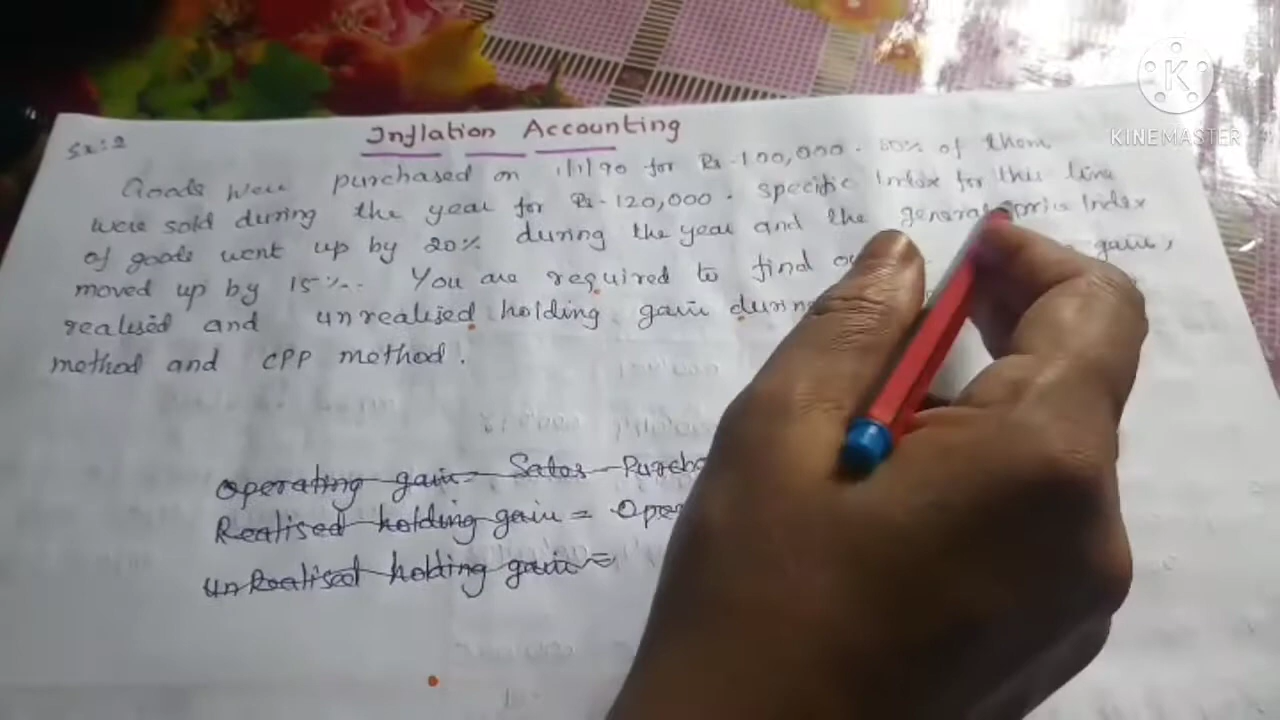 Sx:2
Inflation Accounting
Goods were purchased on 1/1/90 for Rs-100,000. 80% of them
were sold during the year for Rs-120,000. specific Index for this line
of goods went up by 20% during the year and the general price Index
moved up by 15%. You are required to find gain,
realised and unrealised holding gain
method and CPP method.
Operating gain = Sales - Purcha
Realised holding gain = Oper
unRealised holding gain =
K
KINEMASTER